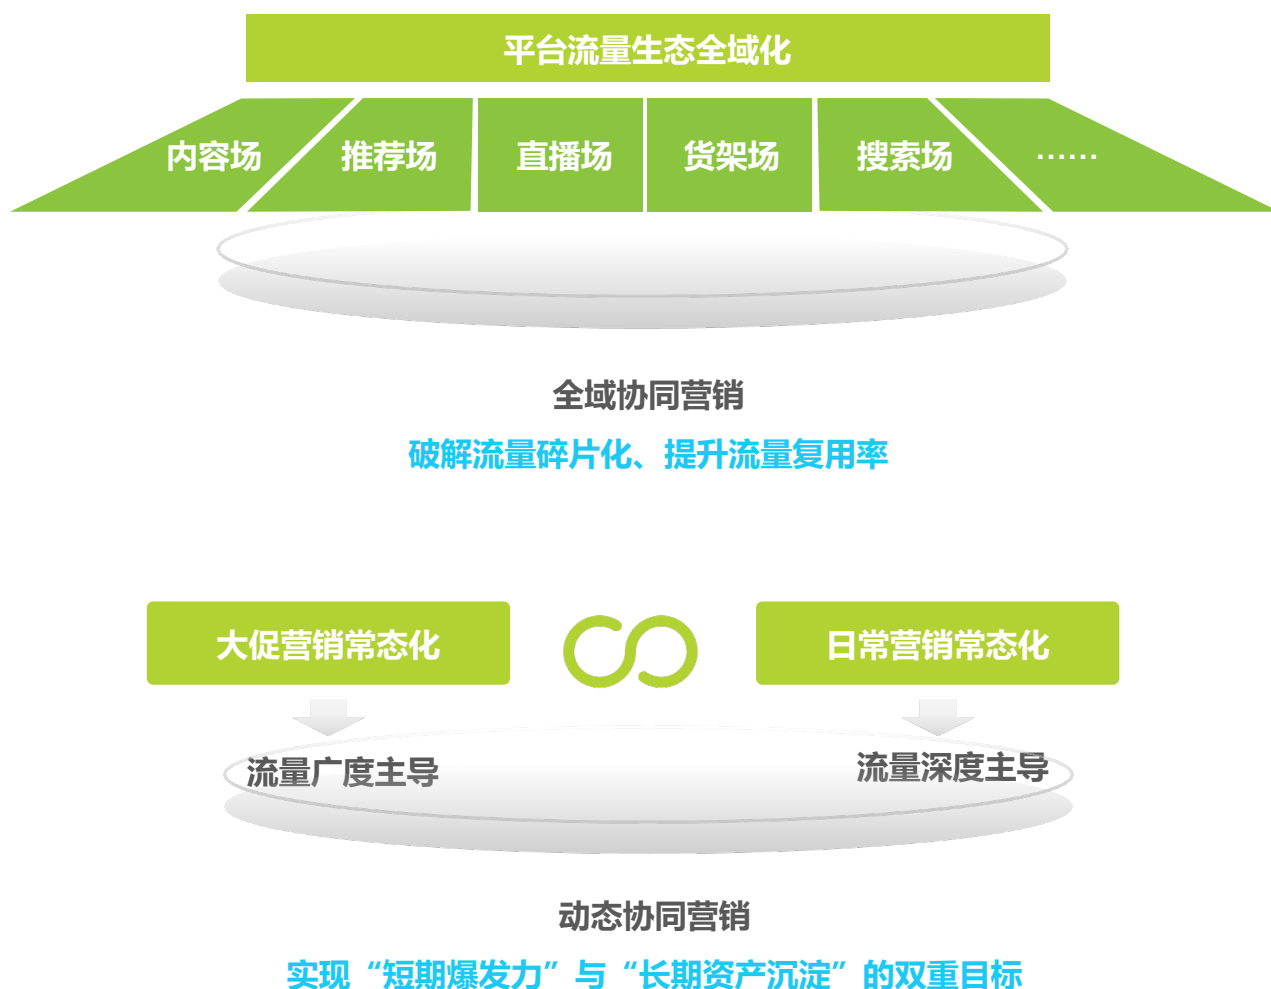 平台流量生态全域化
内容场 推荐场 直播场 货架场 搜索场 ……
全域协同营销
破解流量碎片化、提升流量复用率
大促营销常态化 日常营销常态化
流量广度主导 流量深度主导
动态协同营销
实现“短期爆发力”与“长期资产沉淀”的双重目标